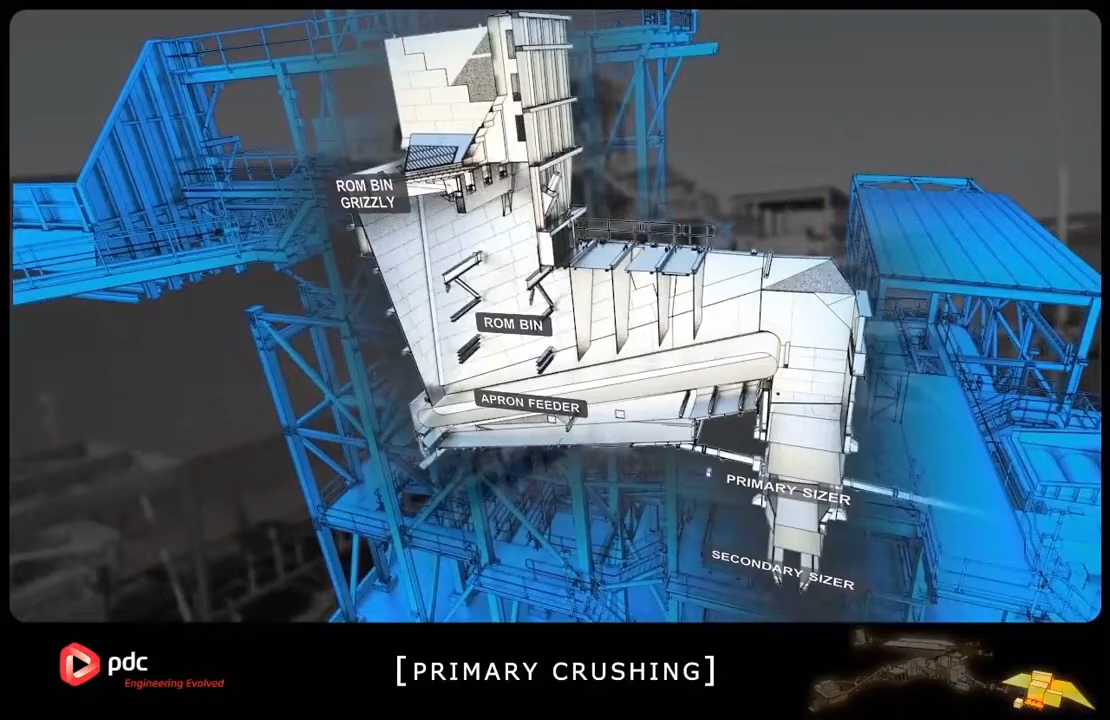 ROM BIN
GRIZZLY
ROM BIN
APRON FEEDER
PRIMARY SIZER
SECONDARY SIZER
pdc
Engineering Evolved
[PRIMARY CRUSHING]